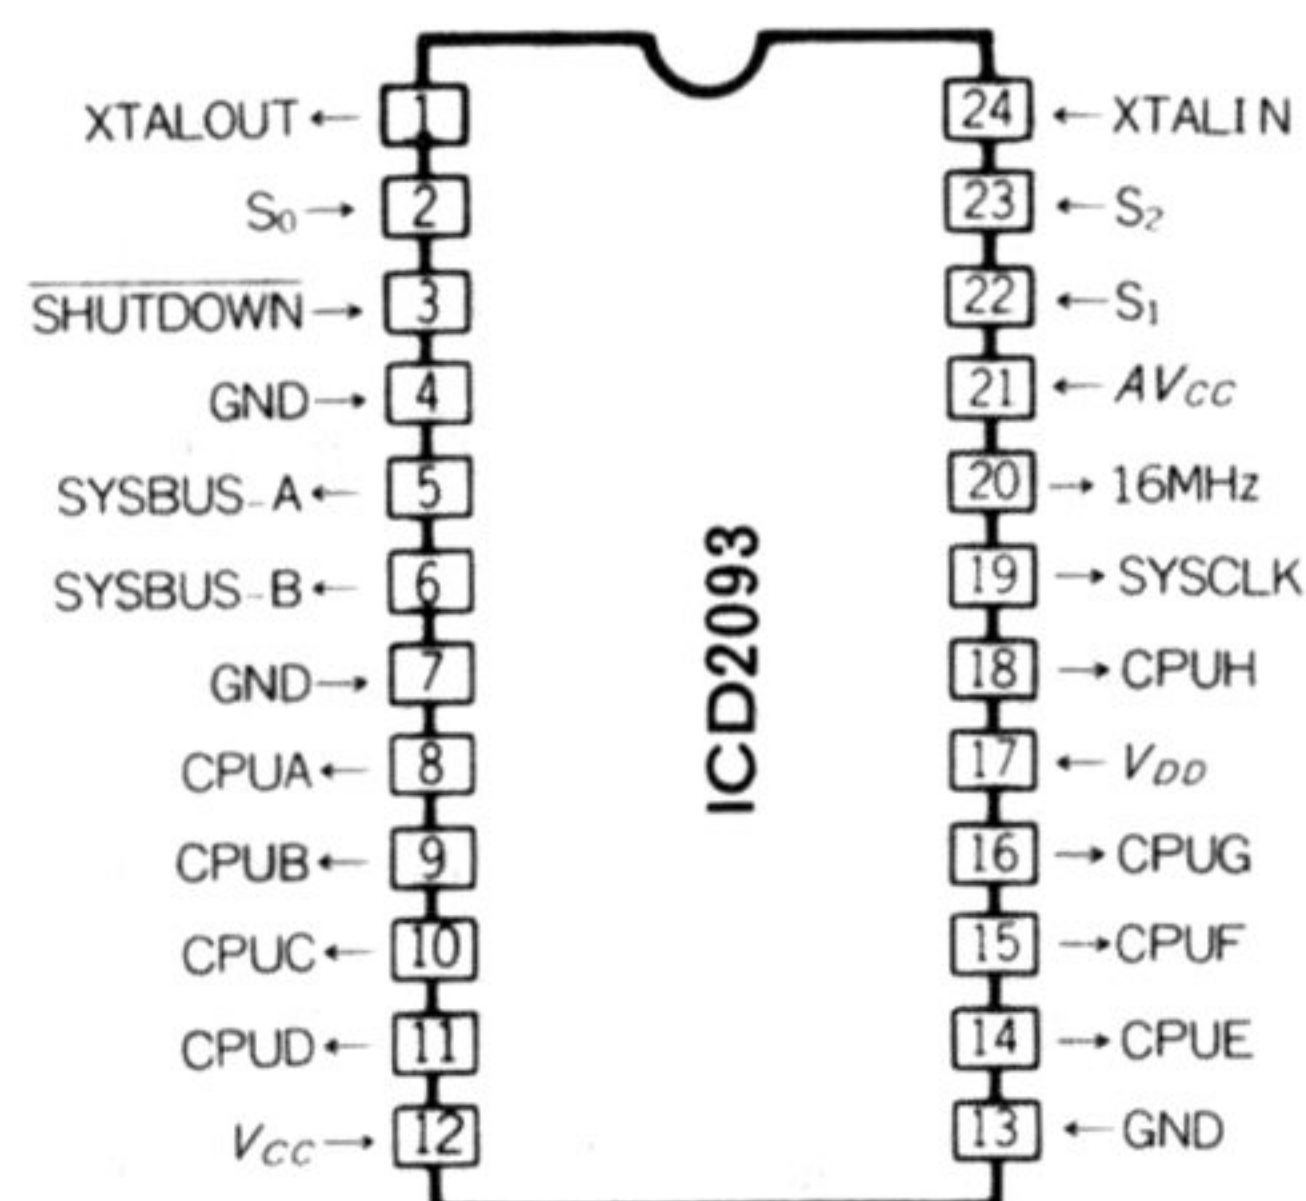 XTALOUT ← 1 24 ← XTALIN
S₀ → 2 23 ← S₂
S̅H̅U̅T̅D̅O̅W̅N̅ → 3 22 ← S₁
GND → 4 21 ← AVCC
SYSBUS-A ← 5 20 → 16MHz
SYSBUS-B ← 6 19 → SYSCLK
GND → 7 18 → CPUH
CPUA ← 8 17 ← VDD
CPUB ← 9 16 → CPUG
CPUC ← 10 15 → CPUF
CPUD ← 11 14 → CPUE
VCC → 12 13 ← GND
ICD2093